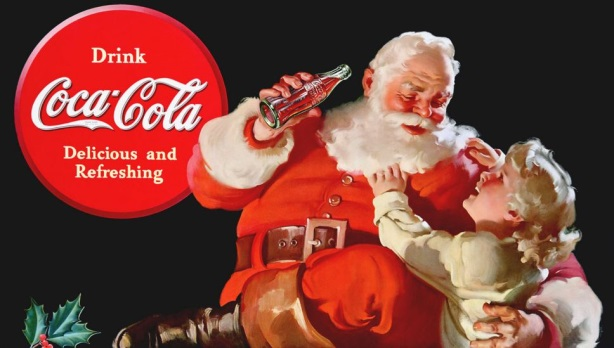 Drink
Coca-Cola
Delicious and
Refreshing